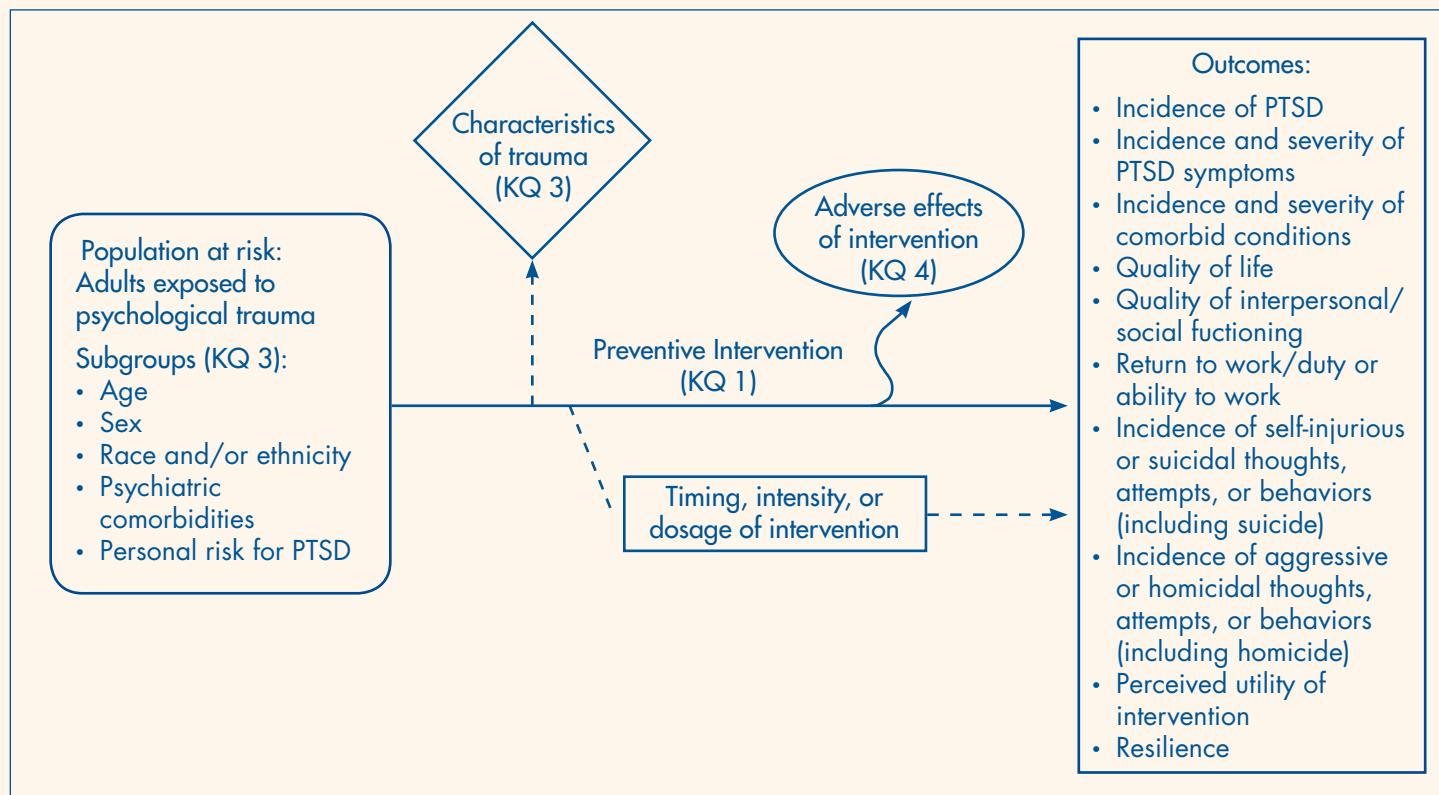 Characteristics
of trauma
(KQ 3)
Adverse effects
of intervention
(KQ 4)
Population at risk:
Adults exposed to
psychological trauma
Subgroups (KQ 3):
• Age
• Sex
• Race and/or ethnicity
• Psychiatric
comorbidities
• Personal risk for PTSD
Preventive Intervention
(KQ 1)
Timing, intensity, or
dosage of intervention
Outcomes:
• Incidence of PTSD
• Incidence and severity of
PTSD symptoms
• Incidence and severity of
comorbid conditions
• Quality of life
• Quality of interpersonal/
social fuctioning
• Return to work/duty or
ability to work
• Incidence of self-injurious
or suicidal thoughts,
attempts, or behaviors
(including suicide)
• Incidence of aggressive
or homicidal thoughts,
attempts, or behaviors
(including homicide)
• Perceived utility of
intervention
• Resilience